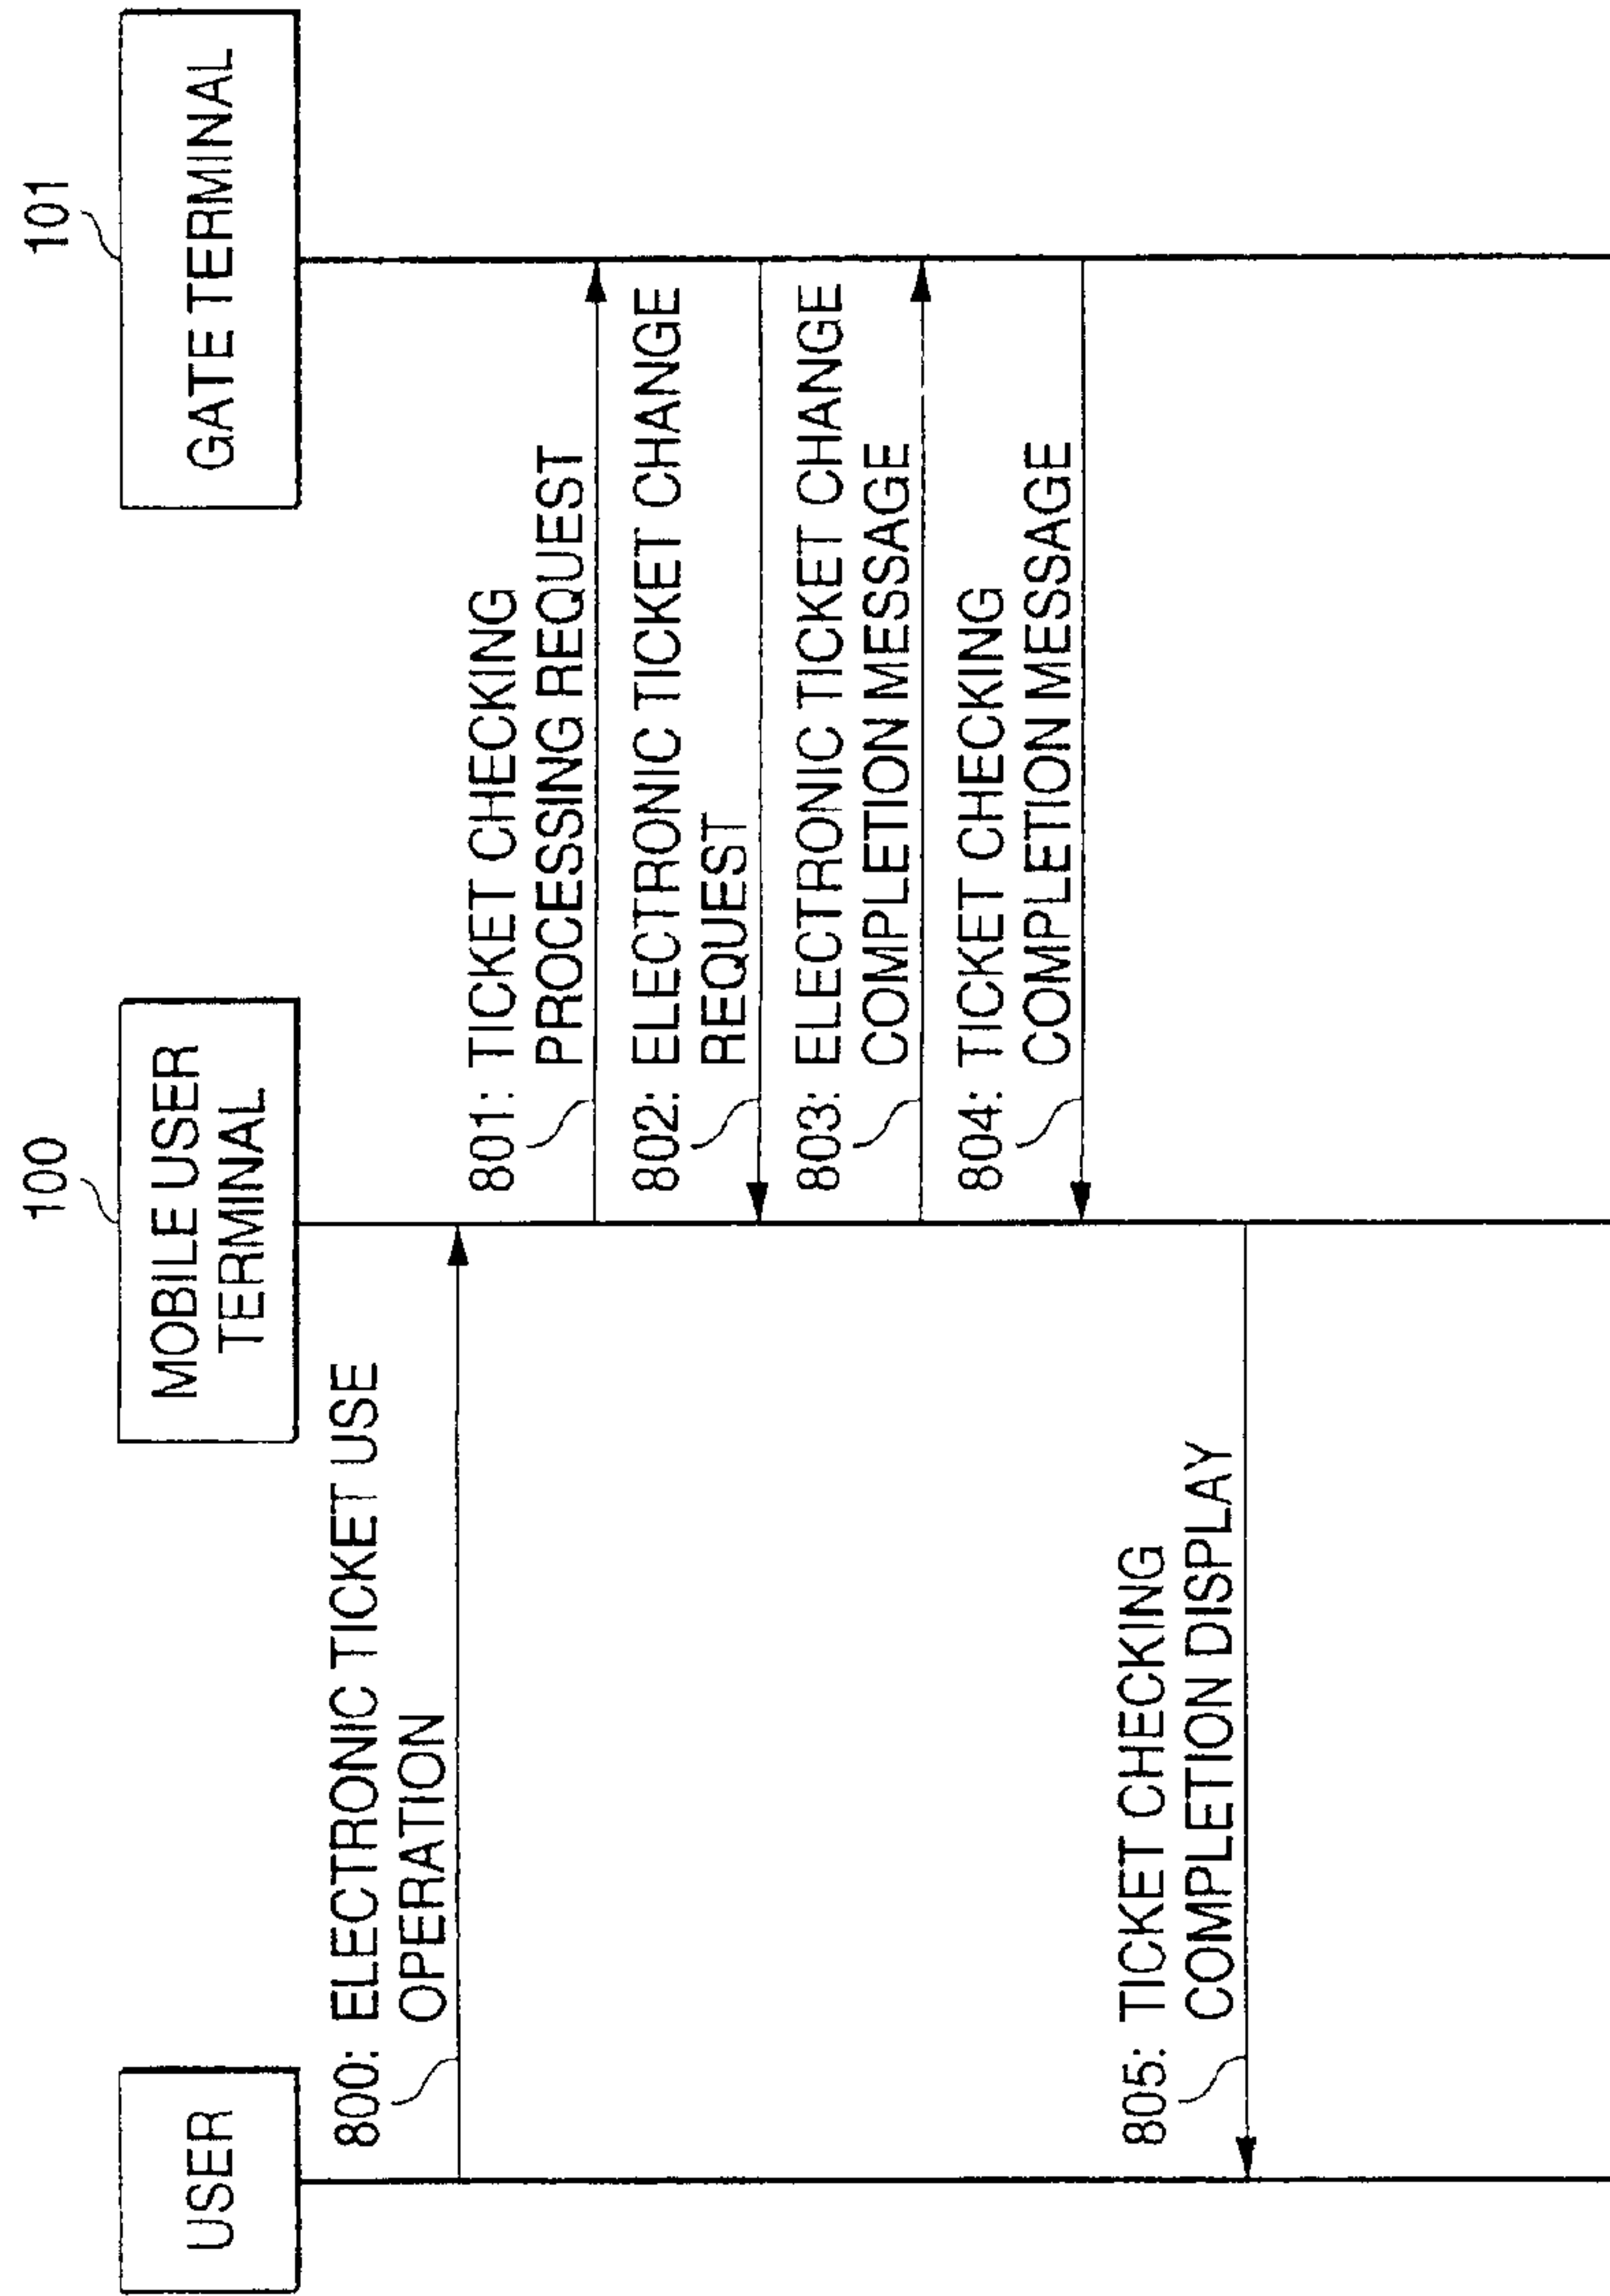 USER
100
MOBILE USER
TERMINAL
101
GATE TERMINAL
800: ELECTRONIC TICKET USE
OPERATION
801: TICKET CHECKING
PROCESSING REQUEST
802: ELECTRONIC TICKET CHANGE
REQUEST
803: ELECTRONIC TICKET CHANGE
COMPLETION MESSAGE
804: TICKET CHECKING
COMPLETION MESSAGE
805: TICKET CHECKING
COMPLETION DISPLAY